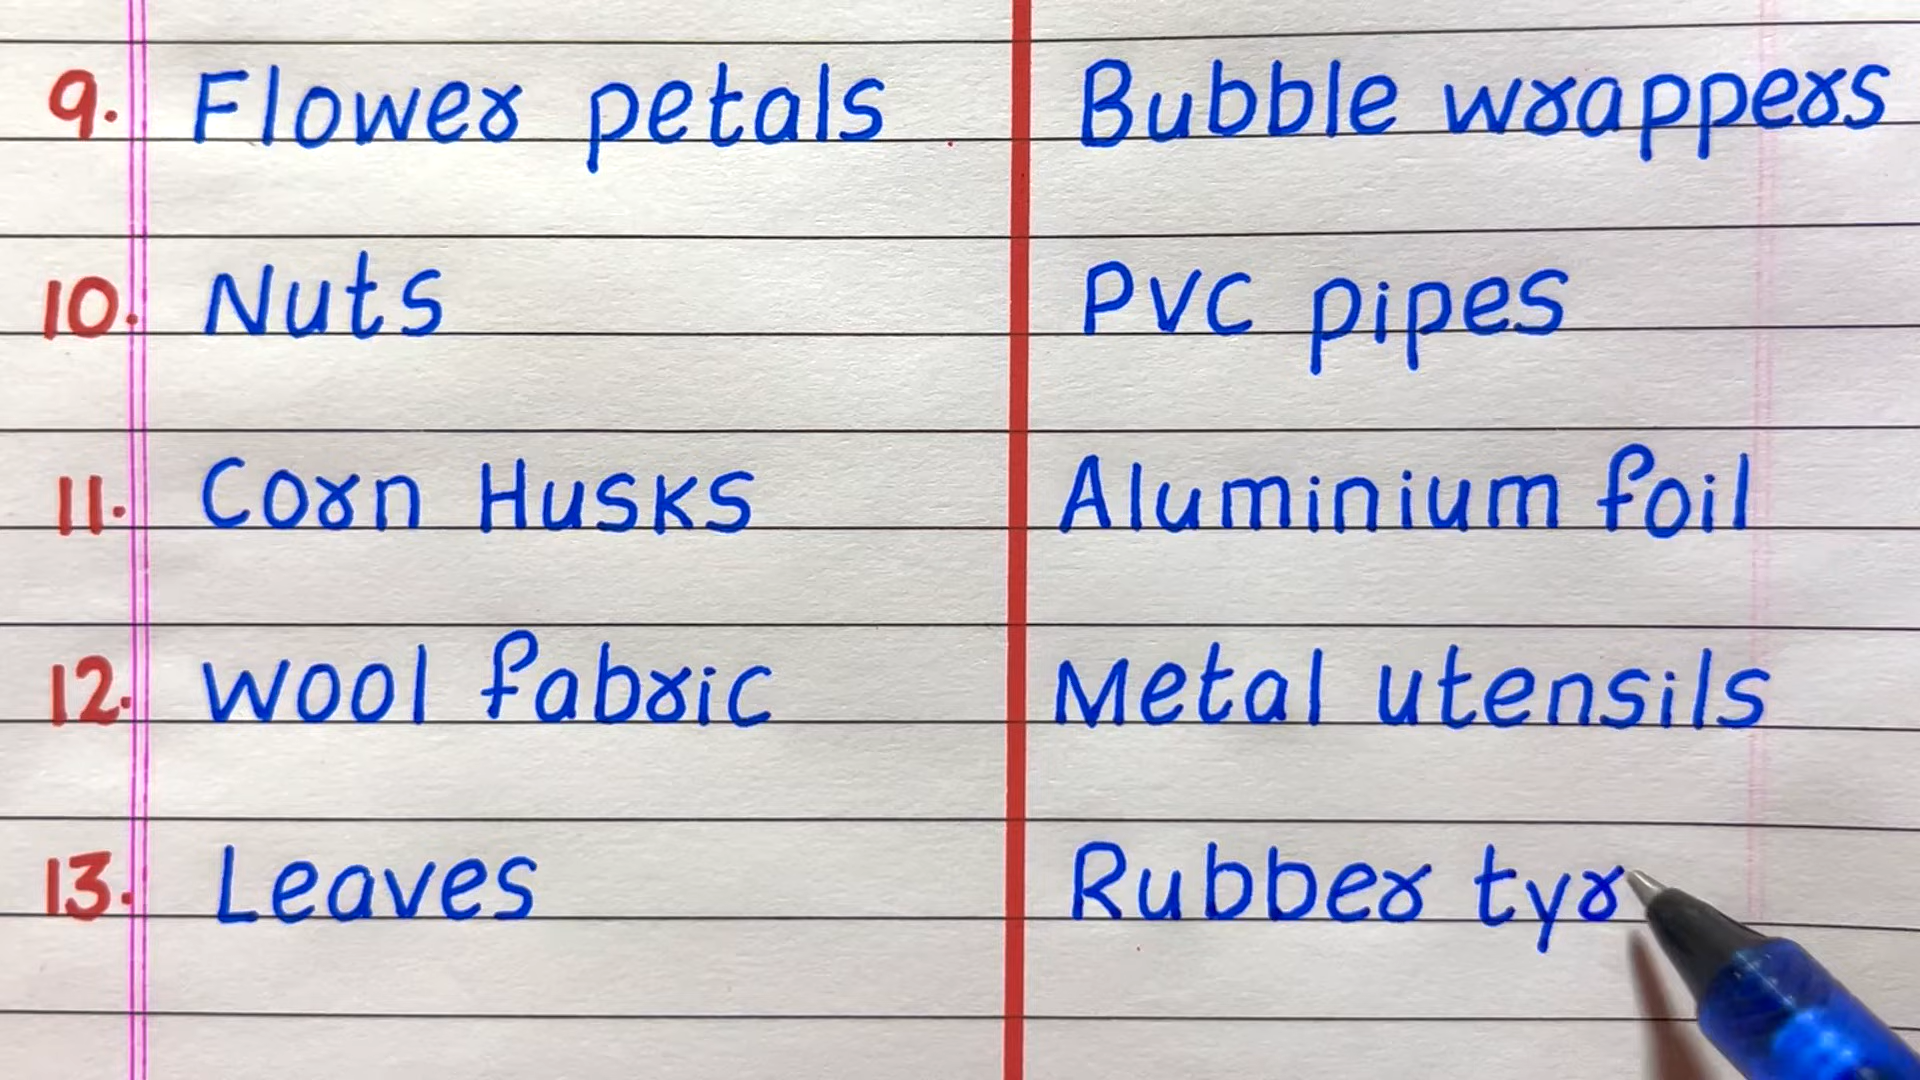 9. Flower petals Bubble wrappers
10. Nuts PVC pipes
11. Corn Husks Aluminium foil
12. Wool fabric Metal utensils
13. Leaves Rubber tyr